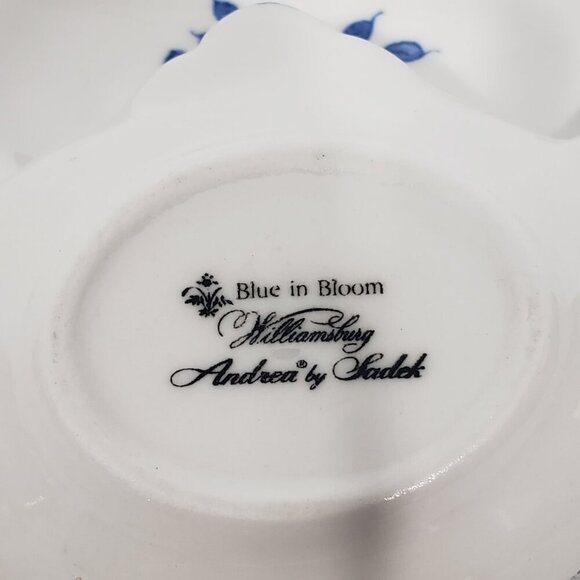 Blue in Bloom
Williamsburg
Andrea® by Sadek